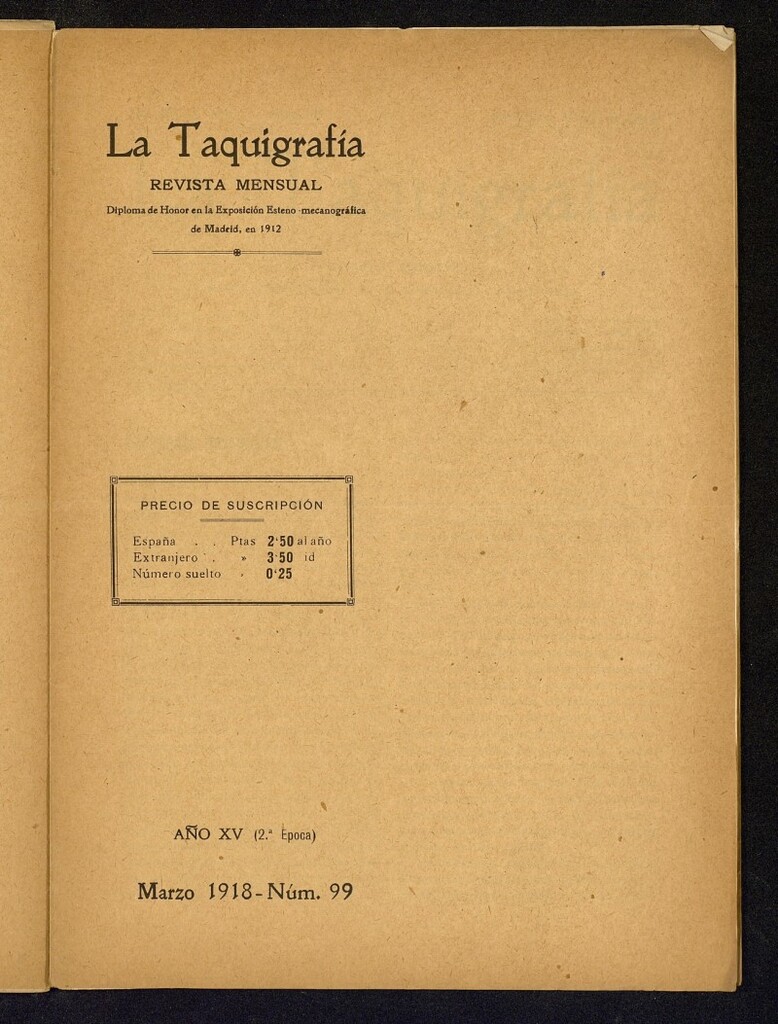 La Taquigrafía
REVISTA MENSUAL
Diploma de Honor en la Exposición Esteno-mecanográfica
de Madrid, en 1912
PRECIO DE SUSCRIPCIÓN
España . . Ptas 2'50 al año
Extranjero . » 3'50 id
Número suelto » 0'25
AÑO XV (2.ª Epoca)
Marzo 1918-Núm. 99